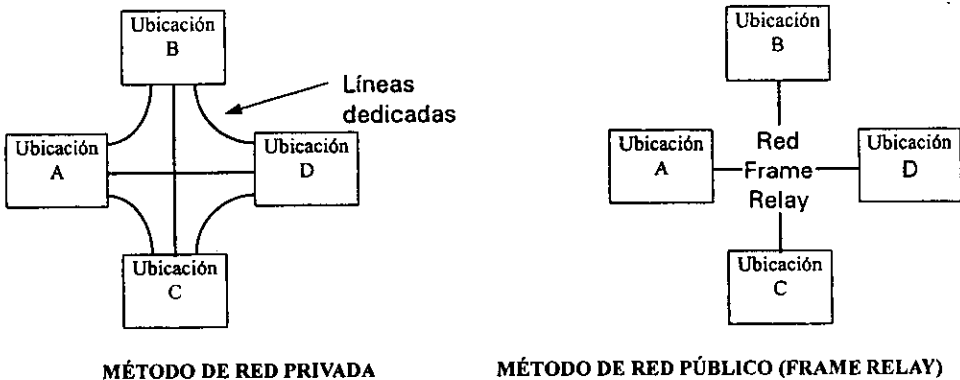 Ubicación
B
Líneas
dedicadas
Ubicación
A
Ubicación
D
Ubicación
C
MÉTODO DE RED PRIVADA
Ubicación
B
Ubicación
A
Red
Frame
Relay
Ubicación
D
Ubicación
C
MÉTODO DE RED PÚBLICO (FRAME RELAY)